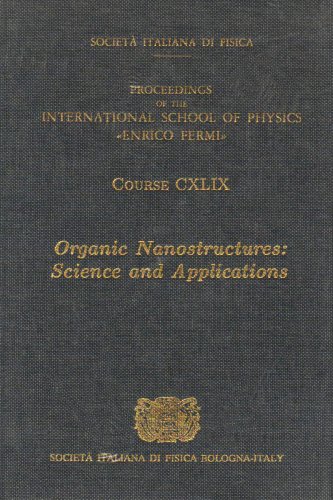 SOCIETÀ ITALIANA DI FISICA
PROCEEDINGS
OF THE
INTERNATIONAL SCHOOL OF PHYSICS
«ENRICO FERMI»
COURSE CXLIX
Organic Nanostructures:
Science and Applications
SOCIETÀ ITALIANA DI FISICA BOLOGNA-ITALY